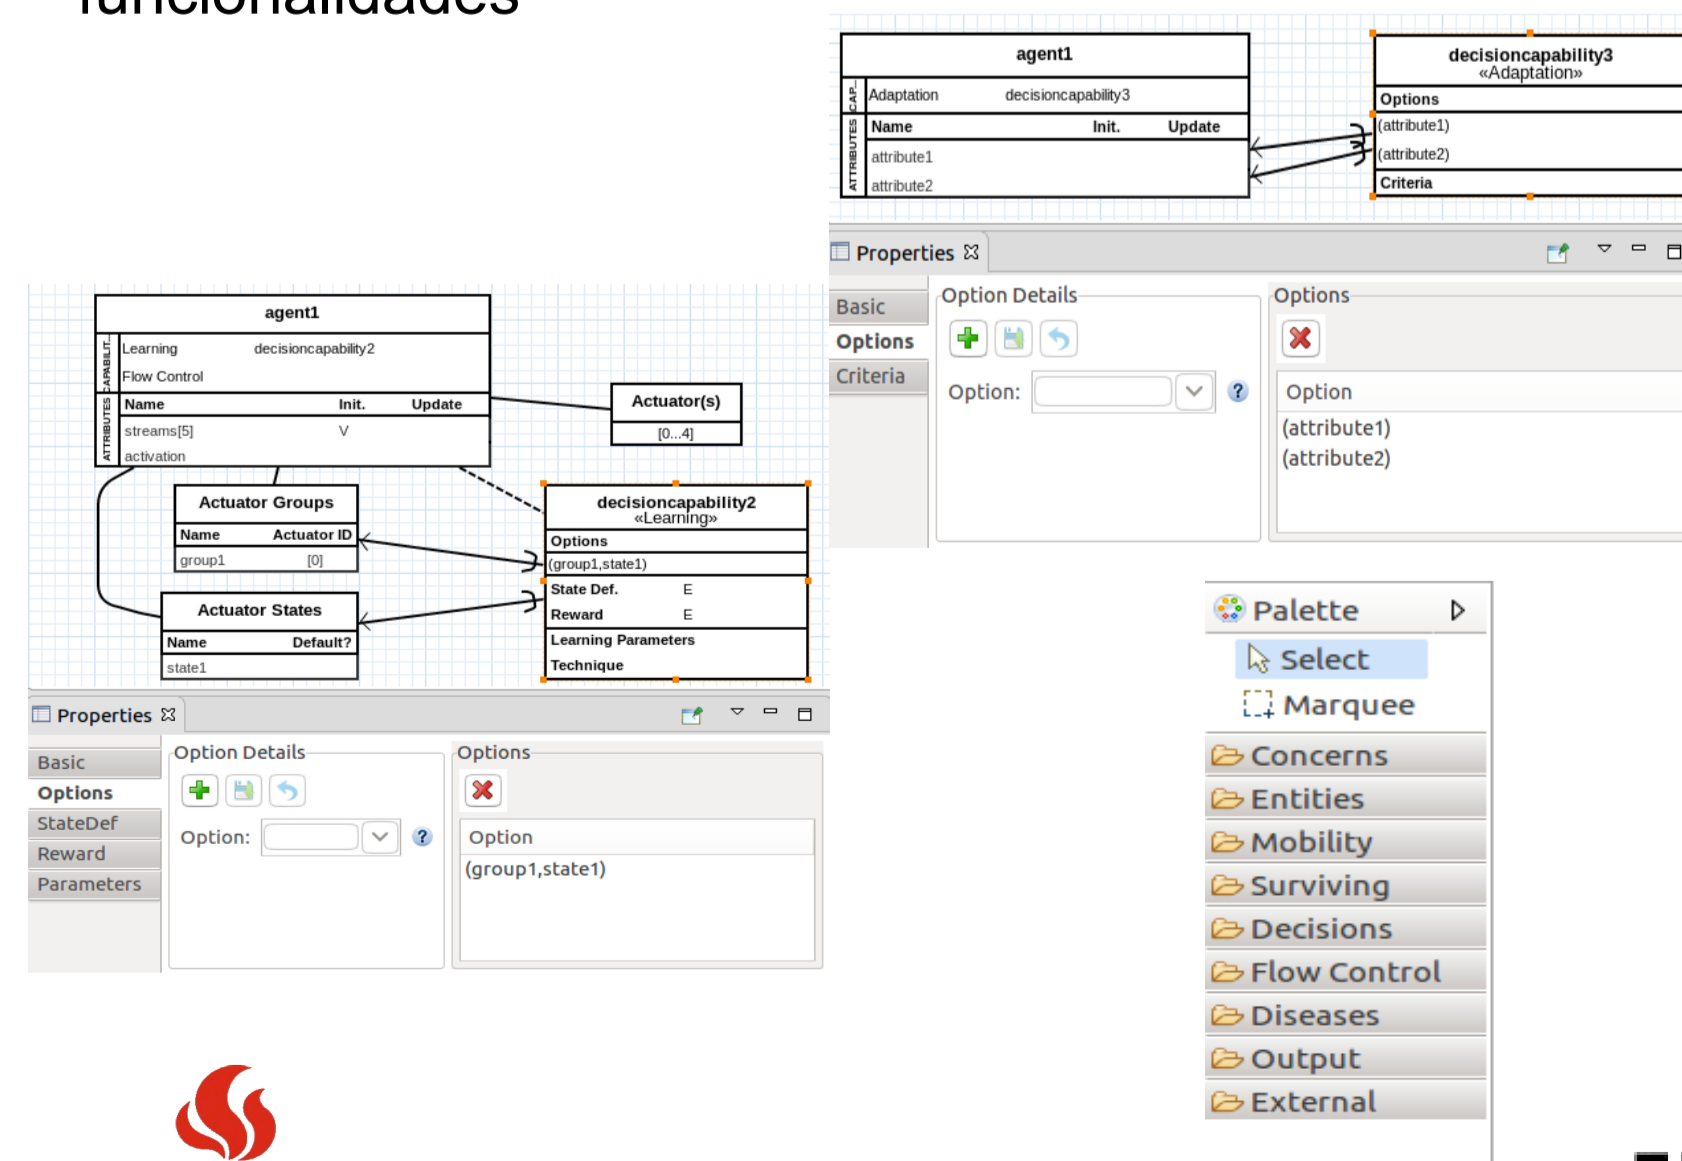 funcionalidades
agent1
CAP...
Adaptation decisioncapability3
ATTRIBUTES
Name Init. Update
attribute1
attribute2
decisioncapability3
«Adaptation»
Options
(attribute1)
(attribute2)
Criteria
Properties
Basic
Options
Criteria
Option Details
Option:
Options
Option
(attribute1)
(attribute2)
agent1
CAPABILIT...
Learning decisioncapability2
Flow Control
ATTRIBUTES
Name Init. Update
streams[5] V
activation
Actuator(s)
[0...4]
Actuator Groups
Name Actuator ID
group1 [0]
Actuator States
Name Default?
state1
decisioncapability2
«Learning»
Options
(group1,state1)
State Def. E
Reward E
Learning Parameters
Technique
Properties
Basic
Options
StateDef
Reward
Parameters
Option Details
Option:
Options
Option
(group1,state1)
Palette
Select
Marquee
Concerns
Entities
Mobility
Surviving
Decisions
Flow Control
Diseases
Output
External